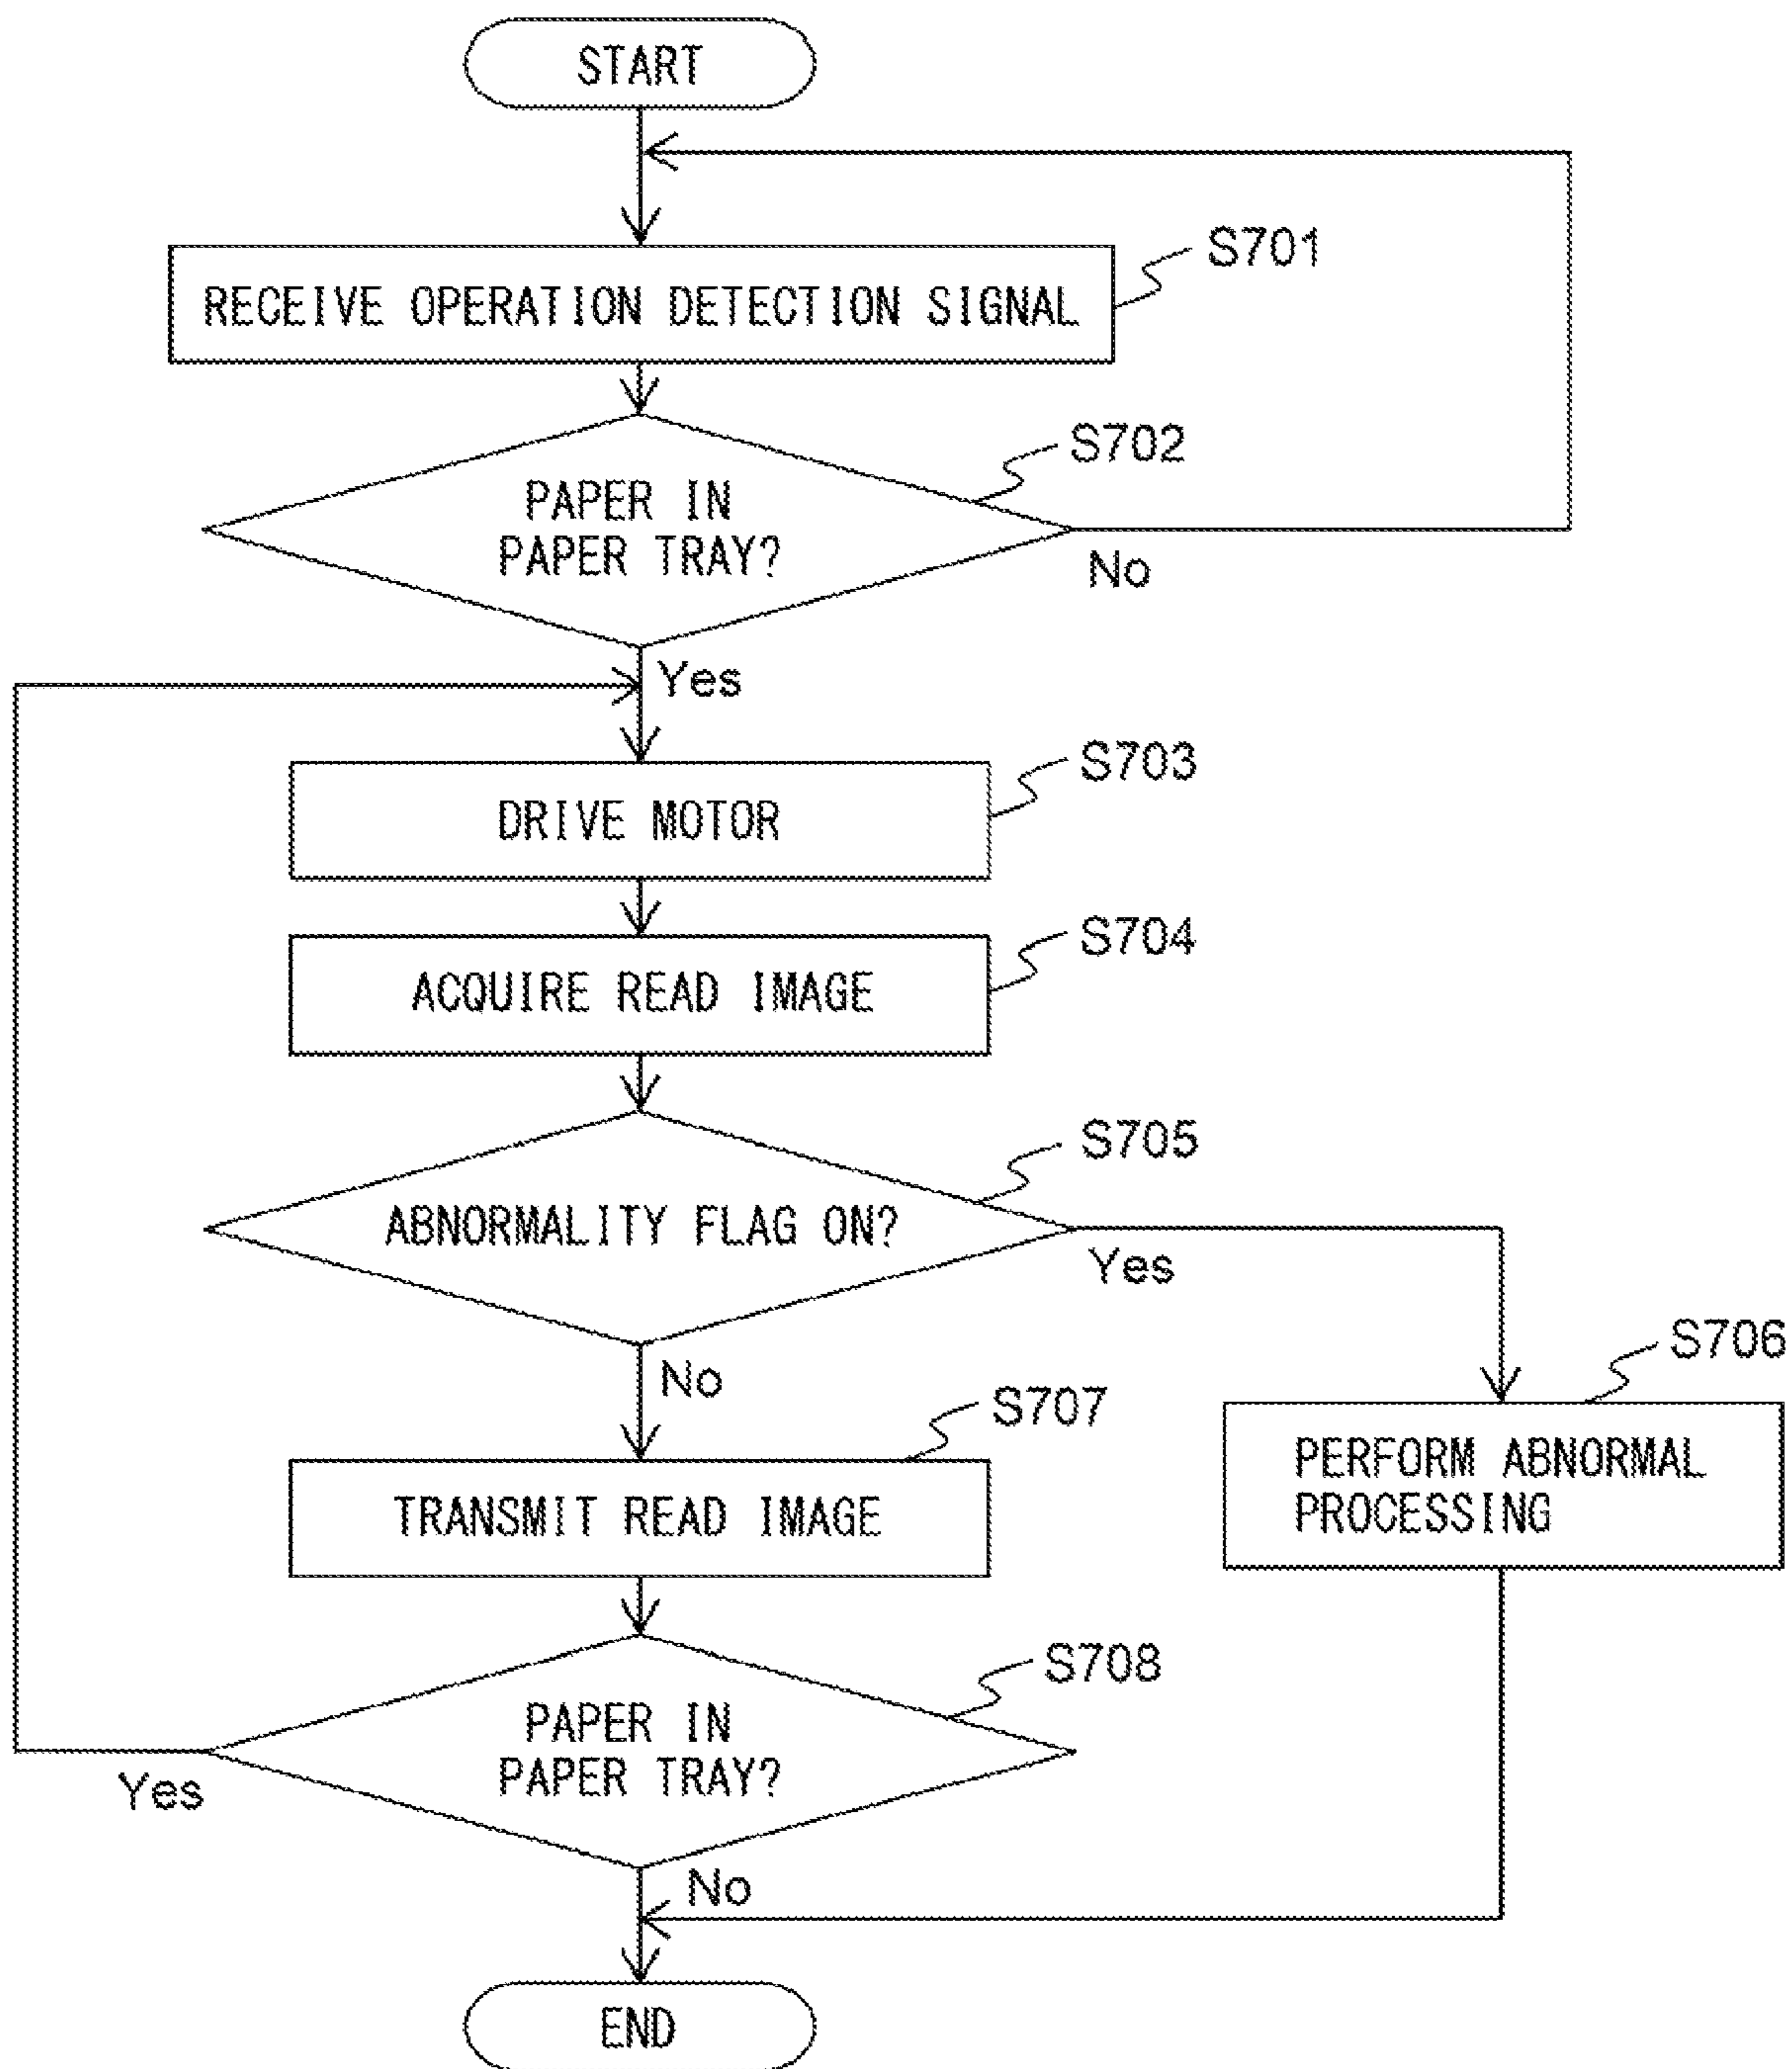 START
S701
RECEIVE OPERATION DETECTION SIGNAL
S702
PAPER IN
PAPER TRAY?
No
Yes
S703
DRIVE MOTOR
S704
ACQUIRE READ IMAGE
S705
ABNORMALITY FLAG ON?
Yes
No
S706
PERFORM ABNORMAL
PROCESSING
S707
TRANSMIT READ IMAGE
S708
PAPER IN
PAPER TRAY?
Yes
No
END